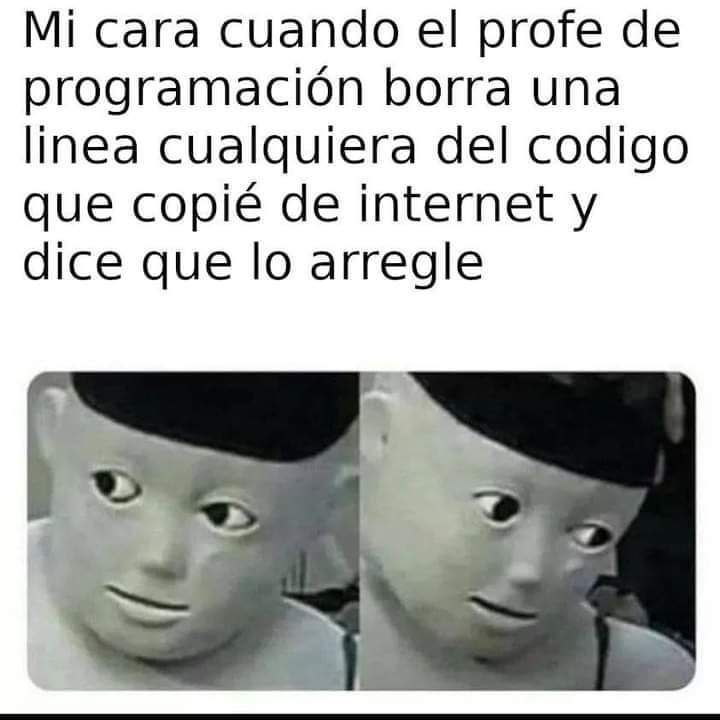 Mi cara cuando el profe de
programación borra una
linea cualquiera del codigo
que copié de internet y
dice que lo arregle